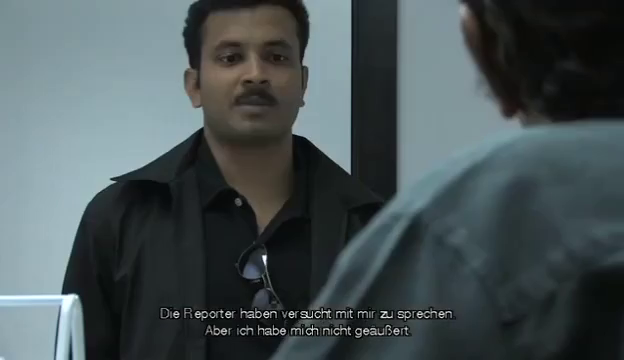 Die Reporter haben versucht mit mir zu sprechen.
Aber ich habe mich nicht geäußert.